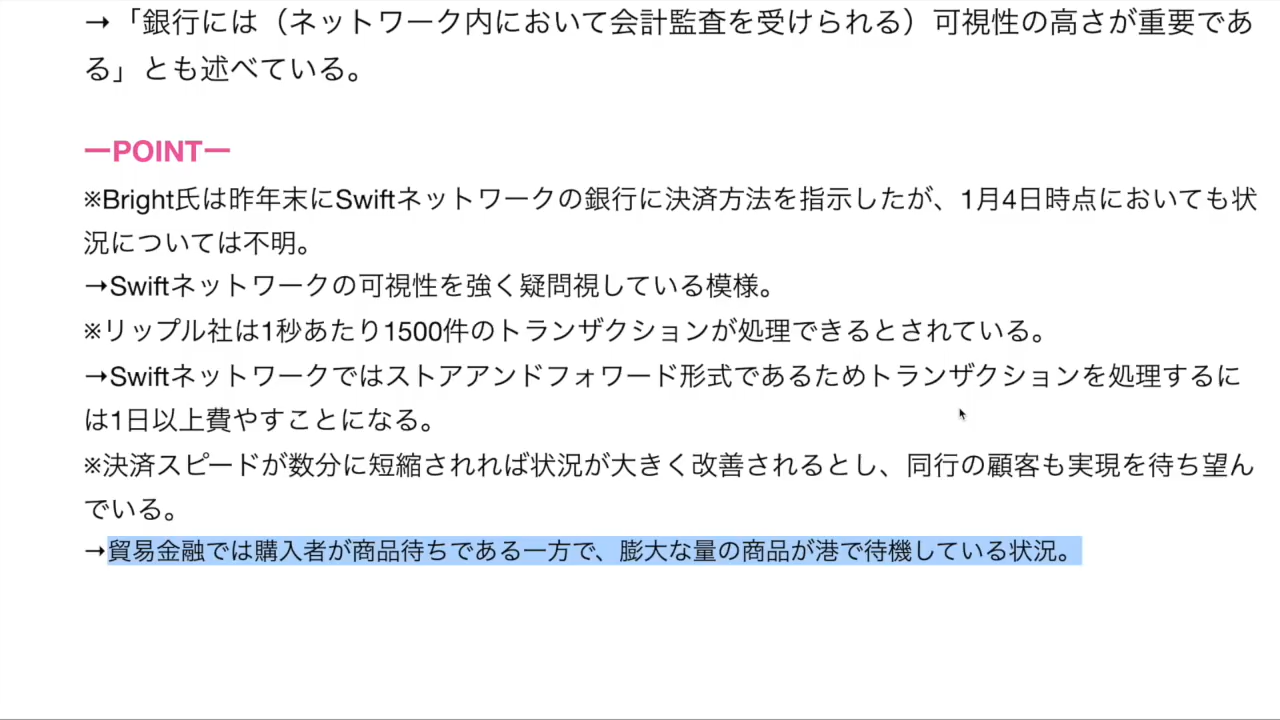 →「銀行には（ネットワーク内において会計監査を受けられる）可視性の高さが重要であ
る」とも述べている。
ーPOINTー
※Bright氏は昨年末にSwiftネットワークの銀行に決済方法を指示したが、1月4日時点においても状
況については不明。
→Swiftネットワークの可視性を強く疑問視している模様。
※リップル社は1秒あたり1500件のトランザクションが処理できるとされている。
→Swiftネットワークではストアアンドフォワード形式であるためトランザクションを処理するに
は1日以上費やすことになる。
※決済スピードが数分に短縮されれば状況が大きく改善されるとし、同行の顧客も実現を待ち望ん
でいる。
→貿易金融では購入者が商品待ちである一方で、膨大な量の商品が港で待機している状況。